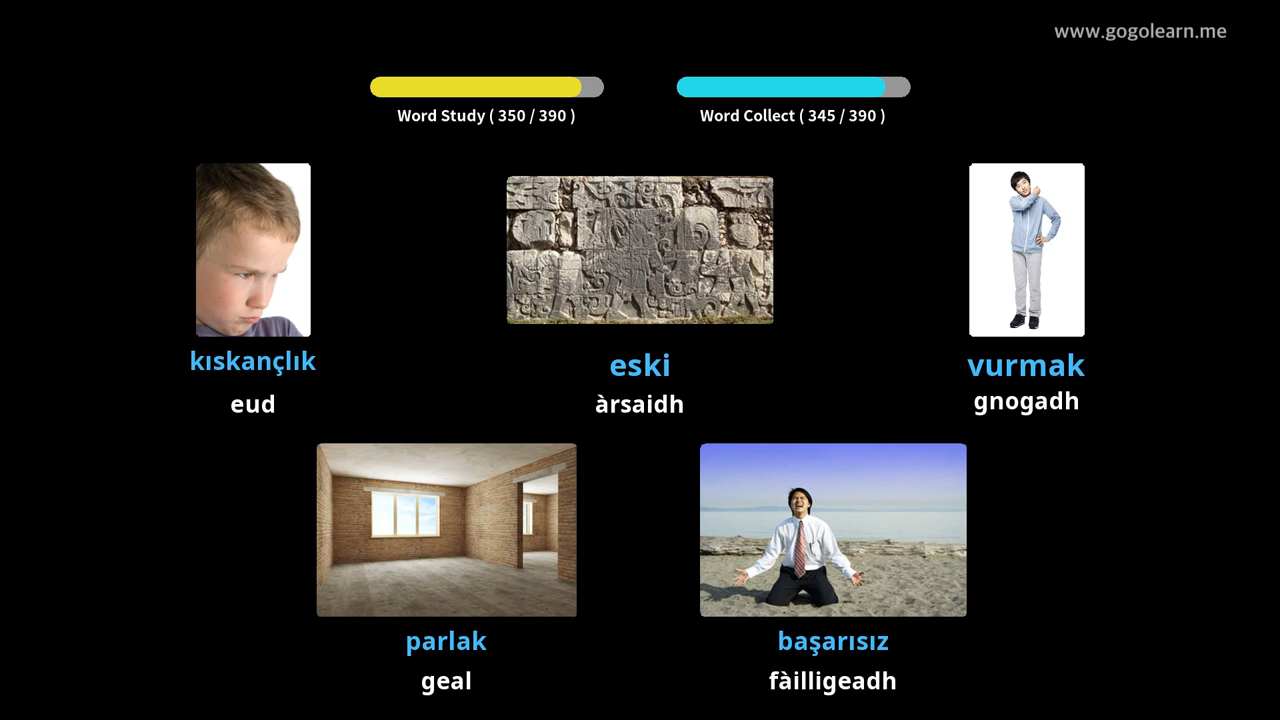 www.gogolearn.me
Word Study ( 350 / 390 )
Word Collect ( 345 / 390 )
kıskançlık
eud
eski
àrsaidh
vurmak
gnogadh
parlak
geal
başarısız
fàilligeadh